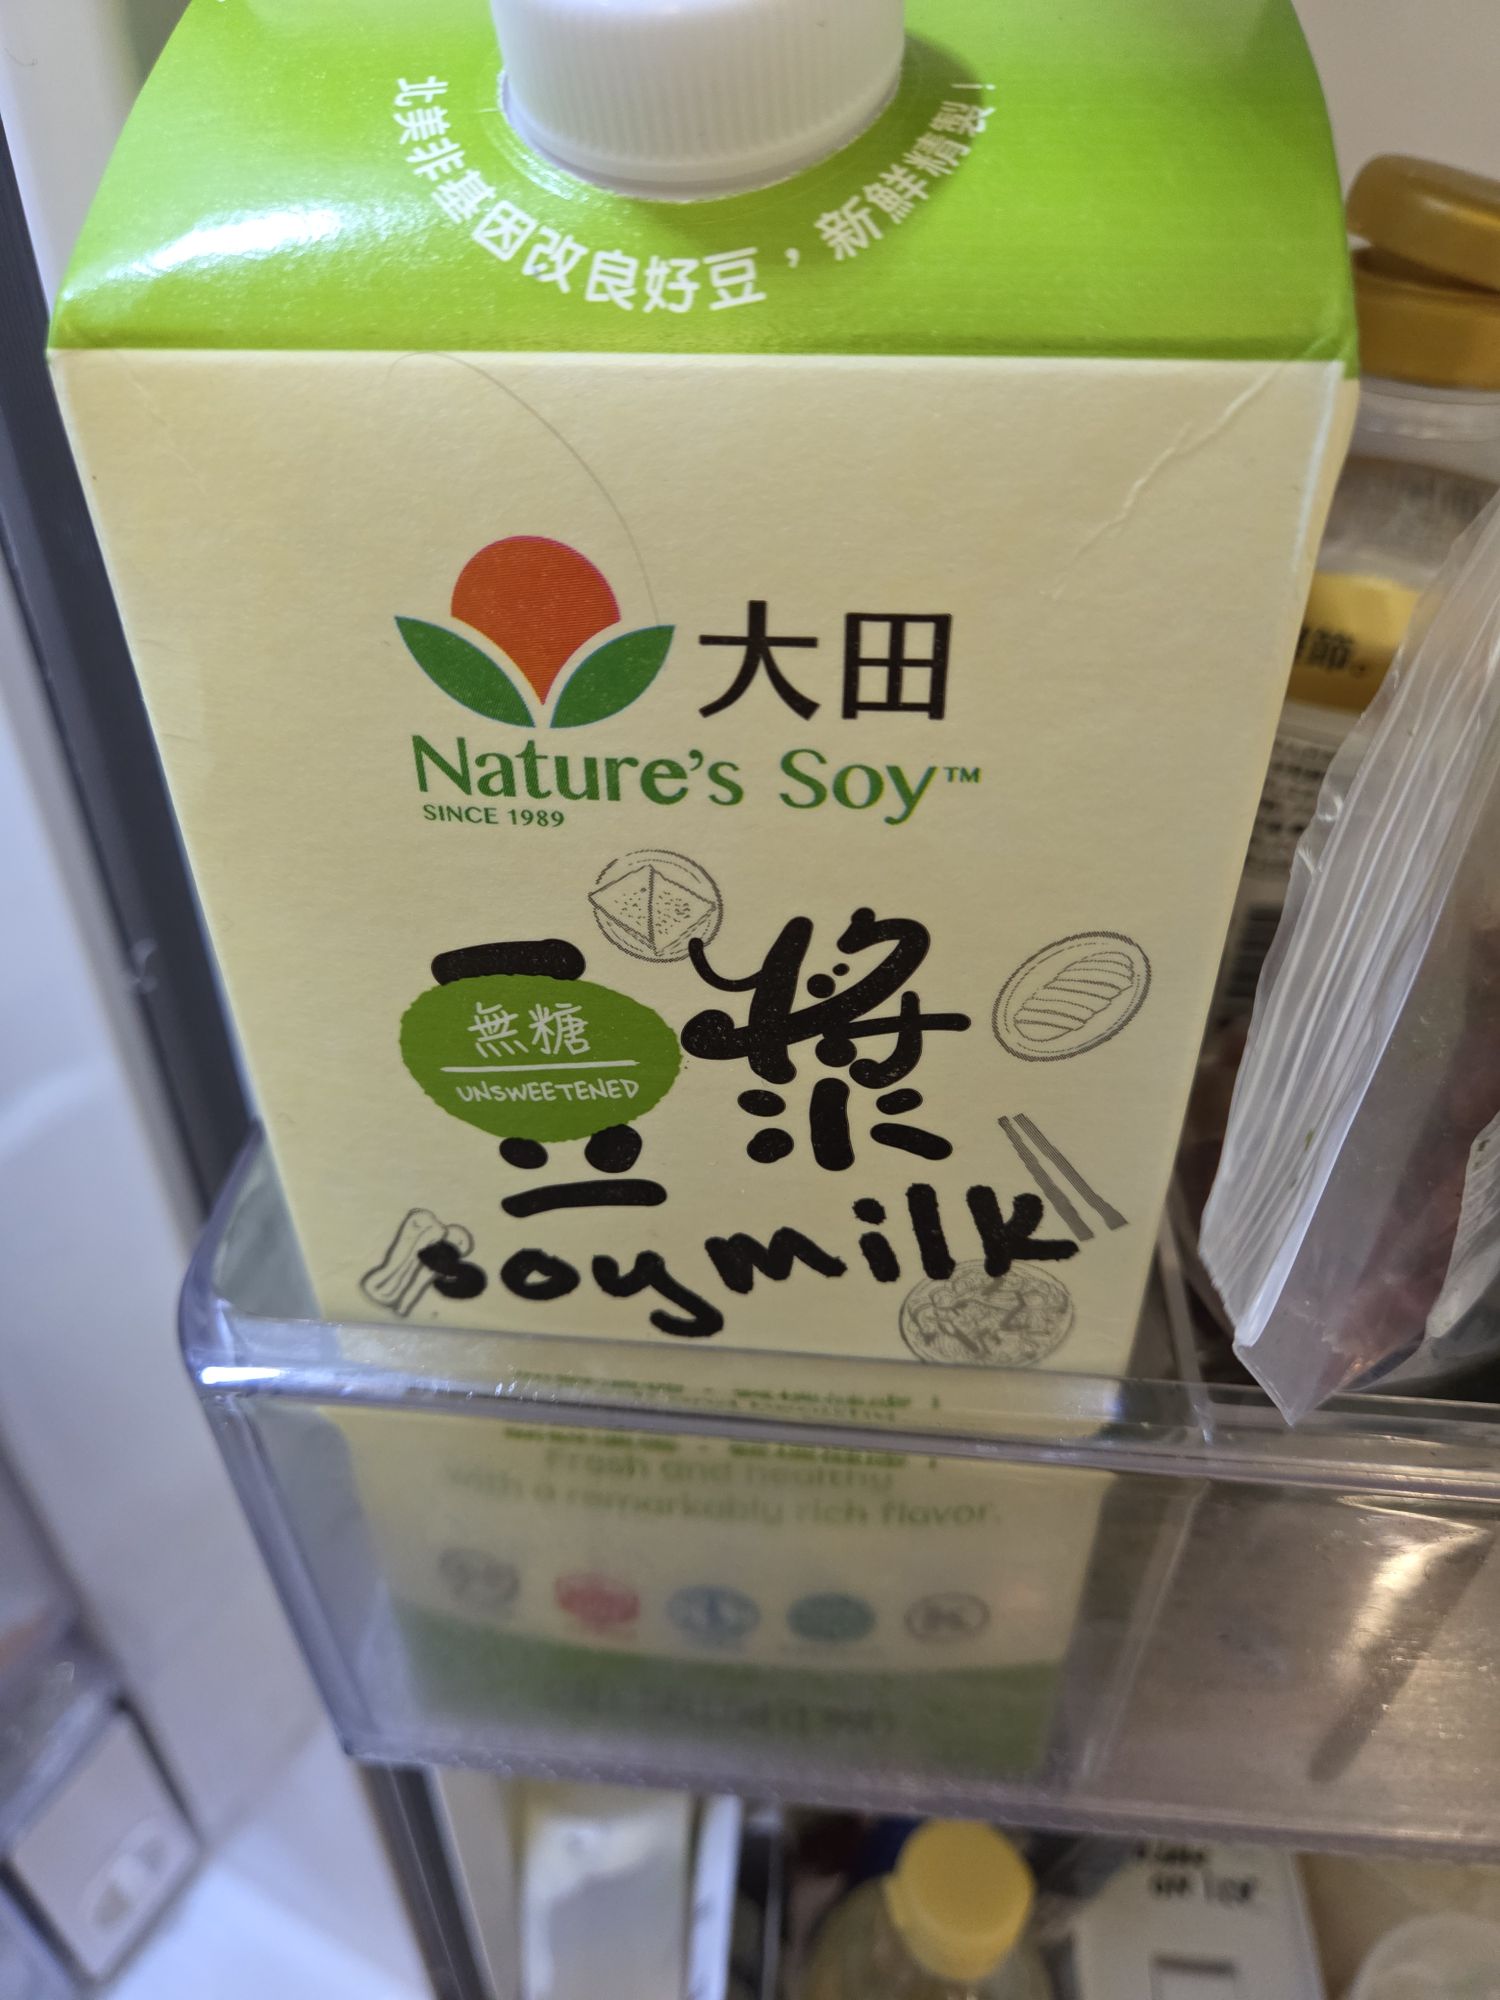 北美非基因改良好豆，新鮮精製！
大田
Nature's Soy™
SINCE 1989
豆漿
無糖
UNSWEETENED
soymilk
Fresh and healthy
with a remarkably rich flavor.
節。